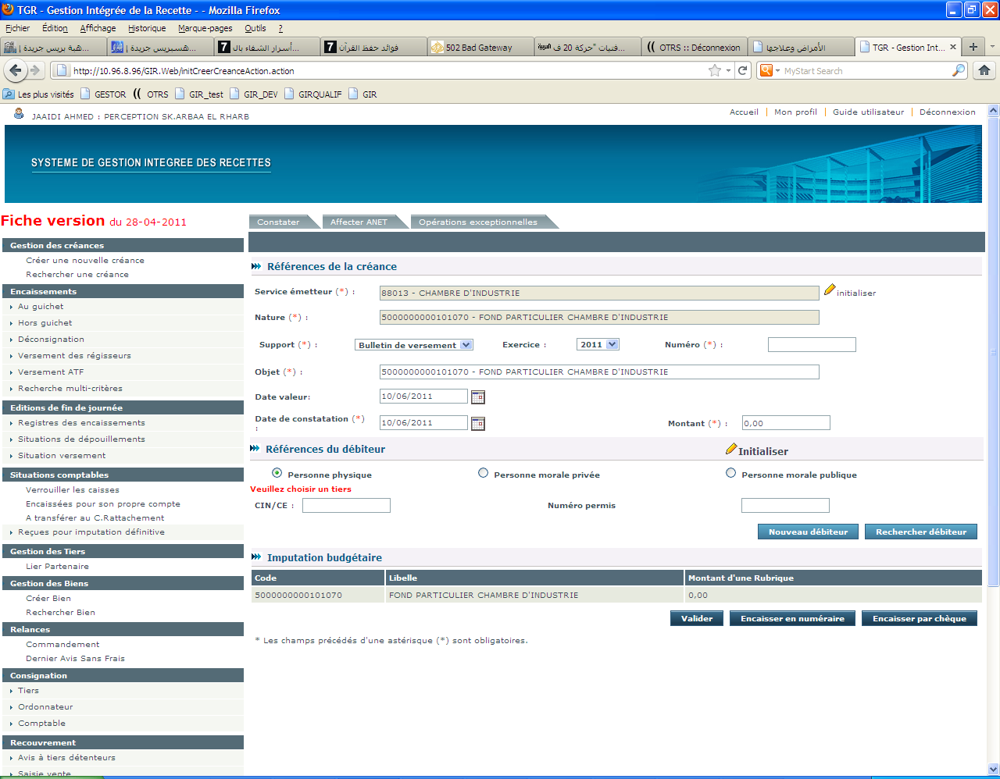 TGR - Gestion Intégrée de la Recette - - Mozilla Firefox
Fichier Édition Affichage Historique Marque-pages Outils ?
هبة بريس جريدة إ...
هسبريس جريدة إ...
أسرار الشفاء بال...
فوائد حفظ القرآن
502 Bad Gateway
فتيات "حركة 20 ف...
OTRS :: Déconnexion
الأمراض وعلاجها
TGR - Gestion Int...
http://10.96.8.96/GIR.Web/initCreerCreanceAction.action
MyStart Search
Les plus visités GESTOR OTRS GIR_test GIR_DEV GIRQUALIF GIR
JAAIDI AHMED : PERCEPTION SK.ARBAA EL RHARB
Accueil | Mon profil | Guide utilisateur | Déconnexion
SYSTEME DE GESTION INTEGREE DES RECETTES
Fiche version du 28-04-2011
Gestion des créances
Créer une nouvelle créance
Rechercher une créance
Encaissements
Au guichet
Hors guichet
Déconsignation
Versement des régisseurs
Versement ATF
Recherche multi-critères
Editions de fin de journée
Registres des encaissements
Situations de dépouillements
Situation versement
Situations comptables
Verrouiller les caisses
Encaissées pour son propre compte
A transférer au C.Rattachement
Reçues pour imputation définitive
Gestion des Tiers
Lier Partenaire
Gestion des Biens
Créer Bien
Rechercher Bien
Relances
Commandement
Dernier Avis Sans Frais
Consignation
Tiers
Ordonnateur
Comptable
Recouvrement
Avis à tiers détenteurs
Saisie vente
Constater Affecter ANET Opérations exceptionnelles
Références de la créance
Service émetteur (*) : 88013 - CHAMBRE D'INDUSTRIE initialiser
Nature (*) : 5000000000101070 - FOND PARTICULIER CHAMBRE D'INDUSTRIE
Support (*) : Bulletin de versement Exercice : 2011 Numéro (*) :
Objet (*) : 5000000000101070 - FOND PARTICULIER CHAMBRE D'INDUSTRIE
Date valeur: 10/06/2011
Date de constatation (*) : 10/06/2011 Montant (*) : 0,00
Références du débiteur Initialiser
Personne physique Personne morale privée Personne morale publique
Veuillez choisir un tiers
CIN/CE : Numéro permis
Nouveau débiteur Rechercher débiteur
Imputation budgétaire
Code Libelle Montant d'une Rubrique
5000000000101070 FOND PARTICULIER CHAMBRE D'INDUSTRIE 0,00
Valider Encaisser en numéraire Encaisser par chèque
* Les champs précédés d'une astérisque (*) sont obligatoires.